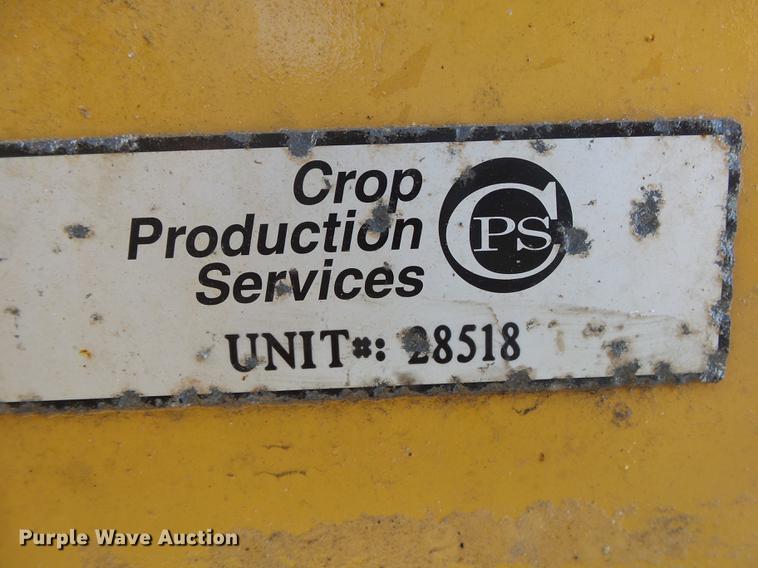 Crop
Production
Services
CPS
UNIT#: 28518
Purple Wave Auction